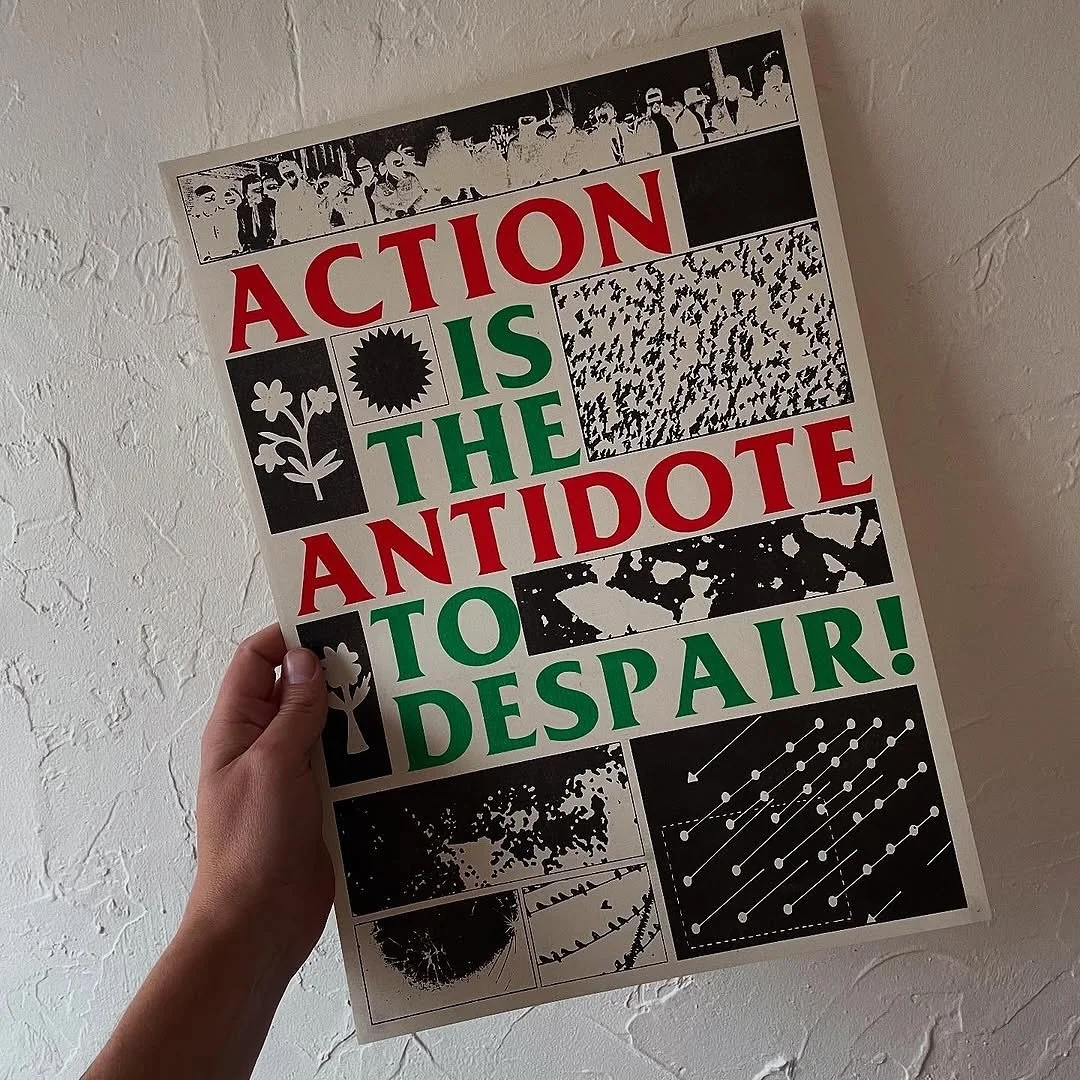 ACTION
IS
THE
ANTIDOTE
TO
DESPAIR!